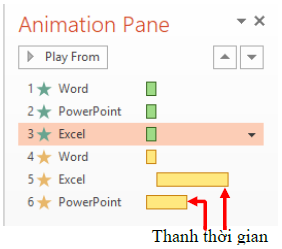 Animation Pane
Play From
1 Word
2 PowerPoint
3 Excel
4 Word
5 Excel
6 PowerPoint
Thanh thời gian